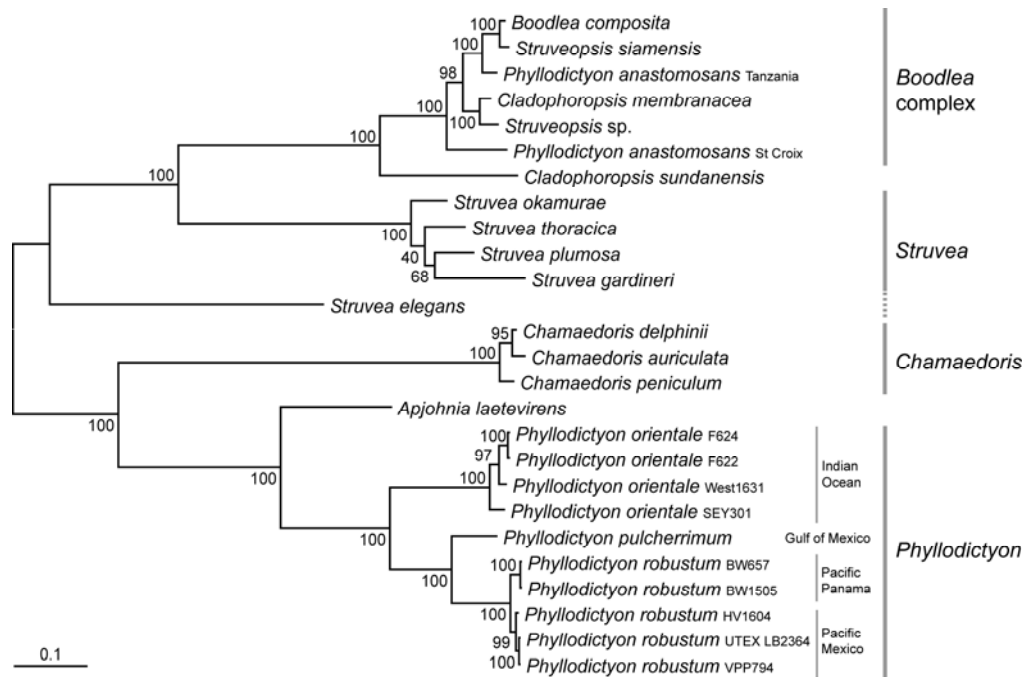 100
Boodlea composita
100
Struveopsis siamensis
98
Phyllodictyon anastomosans Tanzania
Cladophoropsis membranacea
Boodlea
complex
100
100
Struveopsis sp.
100
Phyllodictyon anastomosans St Croix
100
Cladophoropsis sundanensis
Struvea okamurae
100
Struvea thoracica
40
Struvea plumosa
Struvea
68
Struvea gardineri
Struvea elegans
95
Chamaedoris delphinii
100
Chamaedoris auriculata
Chamaedoris
Chamaedoris peniculum
100
Apjohnia laetevirens
100
Phyllodictyon orientale F624
97
Phyllodictyon orientale F622
Indian
Ocean
100
Phyllodictyon orientale West1631
100
Phyllodictyon orientale SEY301
100
Phyllodictyon pulcherrimum
Gulf of Mexico
Phyllodictyon
100
Phyllodictyon robustum BW657
100
Phyllodictyon robustum BW1505
Pacific
Panama
100
Phyllodictyon robustum HV1604
99
Phyllodictyon robustum UTEX LB2364
Pacific
Mexico
100
Phyllodictyon robustum VPP794
0.1